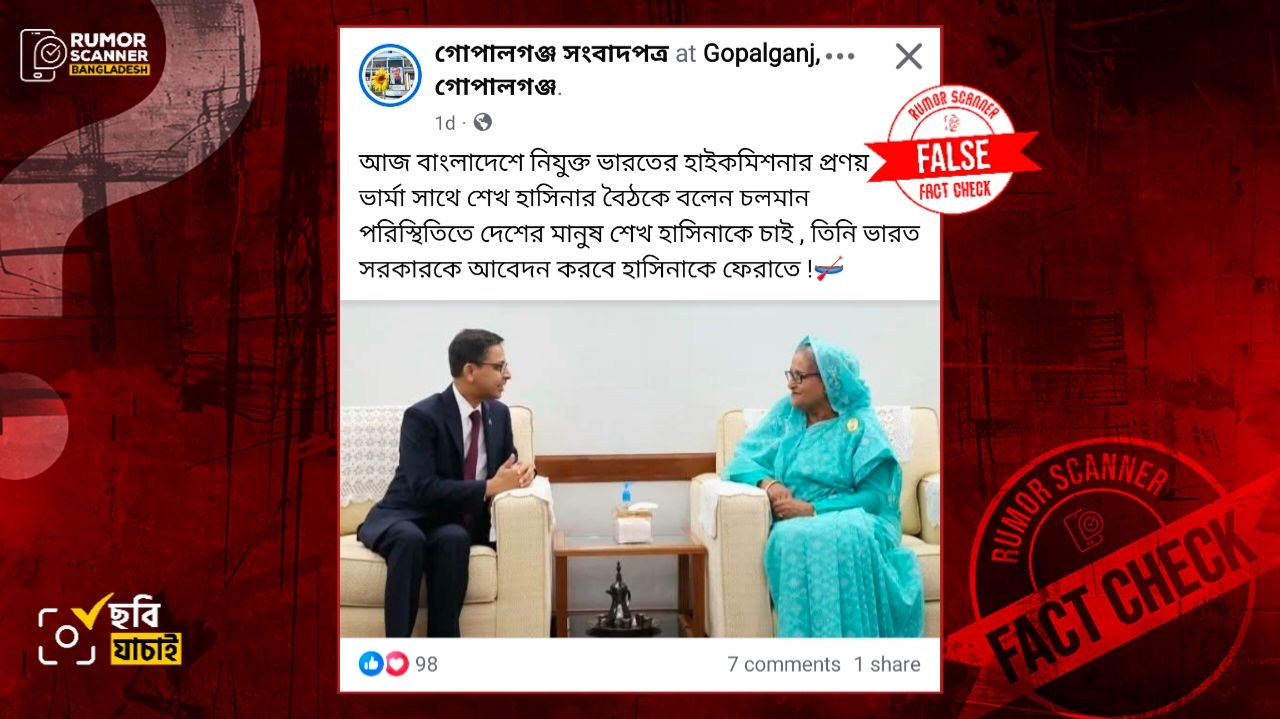 RUMOR
SCANNER
BANGLADESH
গোপালগঞ্জ সংবাদপত্র at Gopalganj,
গোপালগঞ্জ.
1d ·
আজ বাংলাদেশে নিযুক্ত ভারতের হাইকমিশনার প্রণয়
ভার্মা সাথে শেখ হাসিনার বৈঠকে বলেন চলমান
পরিস্থিতিতে দেশের মানুষ শেখ হাসিনাকে চাই , তিনি ভারত
সরকারকে আবেদন করবে হাসিনাকে ফেরাতে !
RUMOR SCANNER
FALSE
FACT CHECK
98
7 comments 1 share
ছবি
যাচাই
RUMOR SCANNER
FACT CHECK